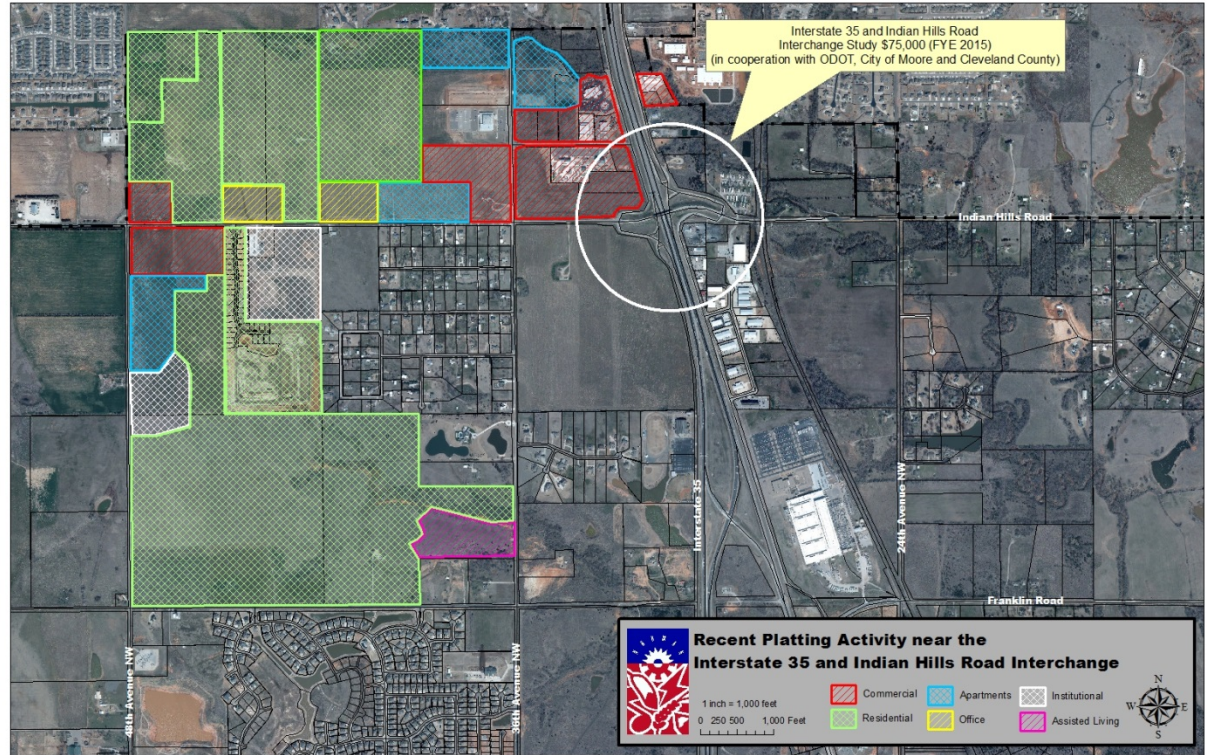 Interstate 35 and Indian Hills Road
Interchange Study $75,000 (FYE 2015)
(in cooperation with ODOT, City of Moore and Cleveland County)
Indian Hills Road
Interstate 35
24th Avenue NW
Franklin Road
48th Avenue NW
36th Avenue NW
Recent Platting Activity near the
Interstate 35 and Indian Hills Road Interchange
1 inch = 1,000 feet
0 250 500 1,000 Feet
Commercial
Apartments
Institutional
Residential
Office
Assisted Living
N
W
E
S